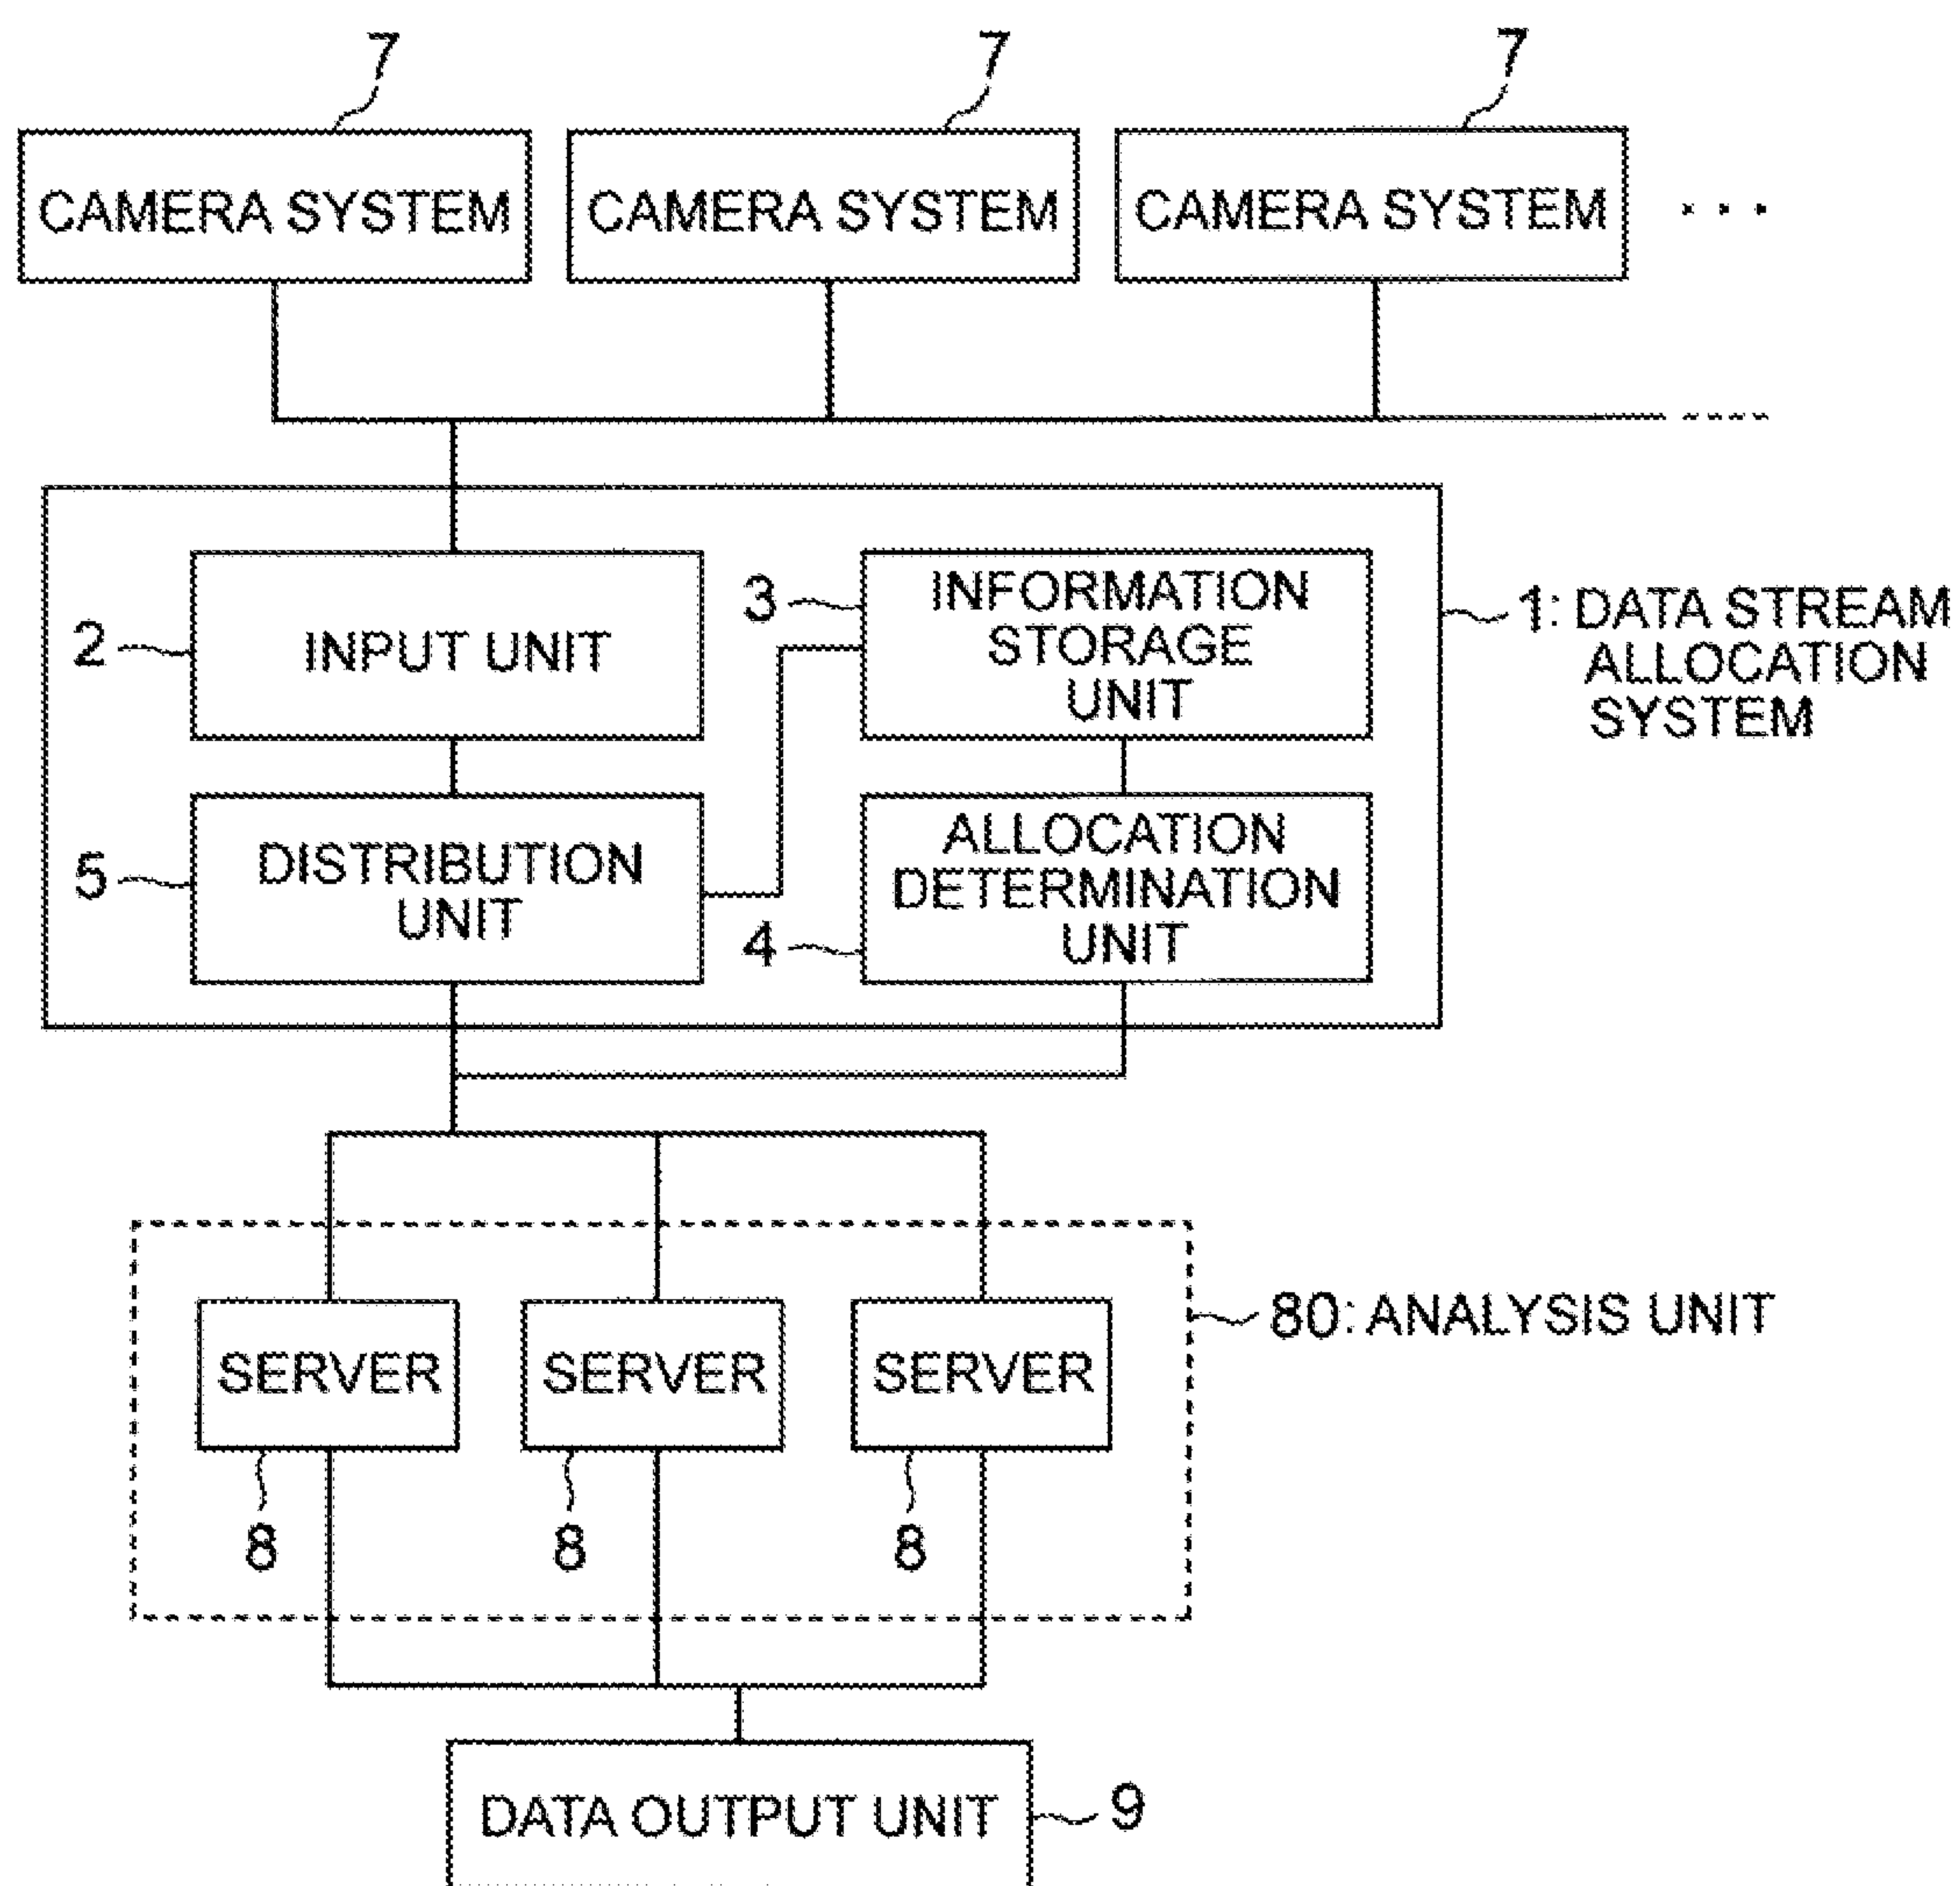 7
7
7
CAMERA SYSTEM
CAMERA SYSTEM
CAMERA SYSTEM
...
2
INPUT UNIT
3
INFORMATION
STORAGE
UNIT
1: DATA STREAM
ALLOCATION
SYSTEM
5
DISTRIBUTION
UNIT
4
ALLOCATION
DETERMINATION
UNIT
80: ANALYSIS UNIT
SERVER
SERVER
SERVER
8
8
8
DATA OUTPUT UNIT
9